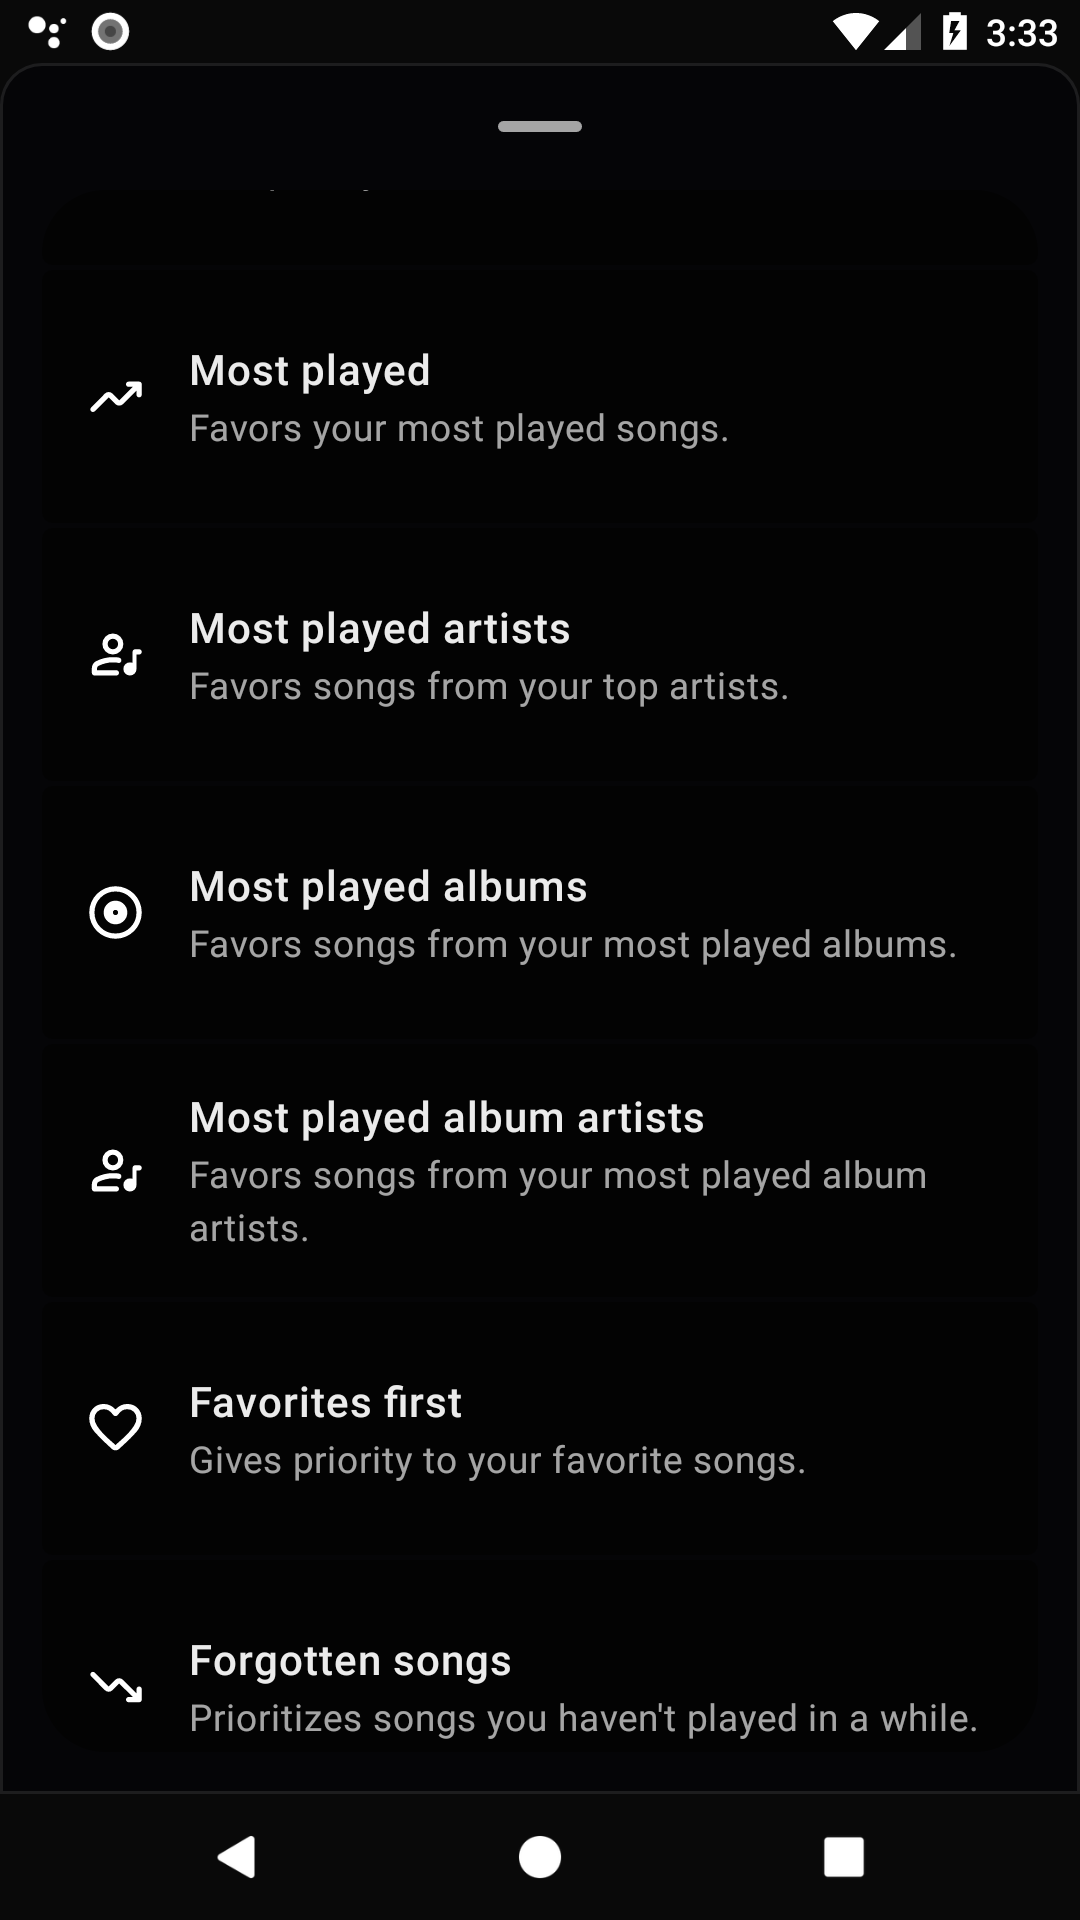 3:33
Most played
Favors your most played songs.
Most played artists
Favors songs from your top artists.
Most played albums
Favors songs from your most played albums.
Most played album artists
Favors songs from your most played album
artists.
Favorites first
Gives priority to your favorite songs.
Forgotten songs
Prioritizes songs you haven't played in a while.